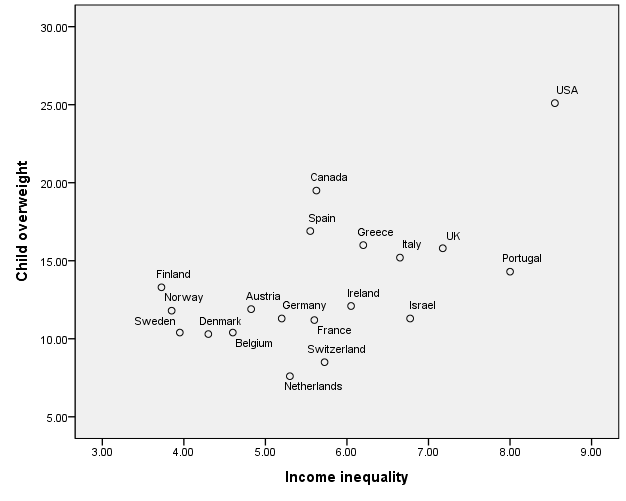 30.00
25.00
20.00
15.00
10.00
5.00
Child overweight
USA
Canada
Spain
Greece
UK
Italy
Portugal
Finland
Norway
Austria
Ireland
Germany
Israel
Sweden
Denmark
France
Belgium
Switzerland
Netherlands
3.00 4.00 5.00 6.00 7.00 8.00 9.00
Income inequality